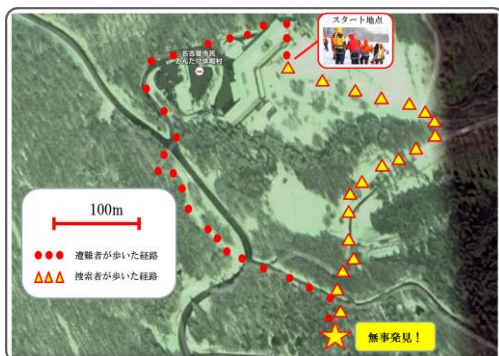 スタート地点
名古屋市民
おんたけ休暇村
100m
遭難者が歩いた経路
捜索者が歩いた経路
無事発見！